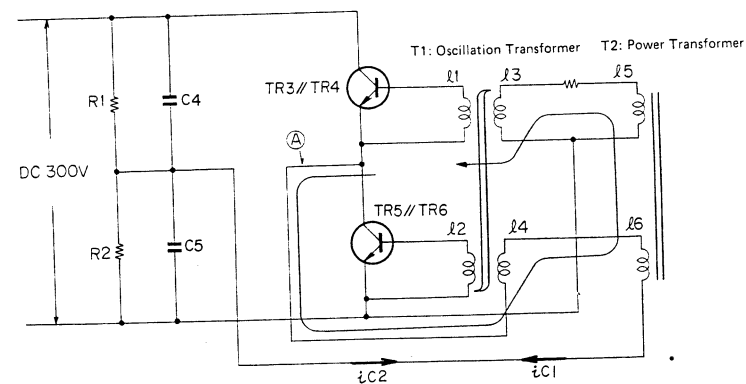 T1: Oscillation Transformer
T2: Power Transformer
ℓ1
ℓ3
ℓ5
TR3//TR4
R1
C4
A
DC 300V
TR5//TR6
ℓ2
ℓ4
ℓ6
R2
C5
iC2
iC1